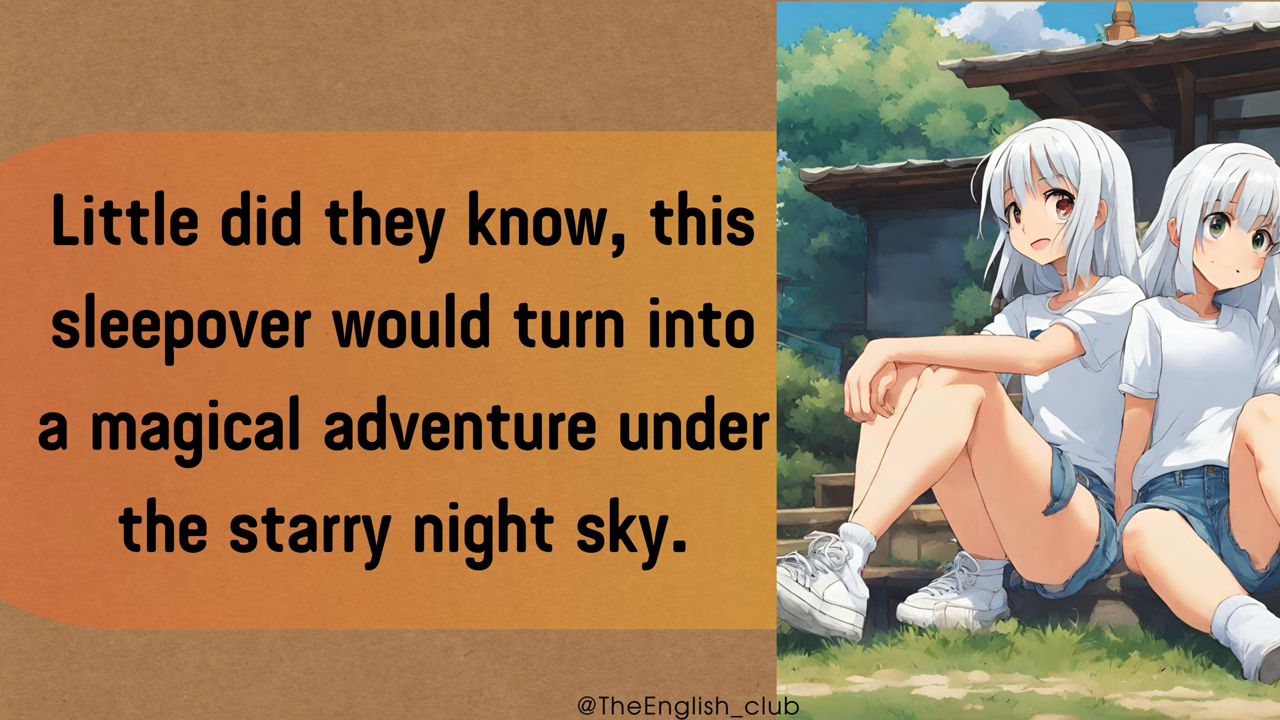 Little did they know, this
sleepover would turn into
a magical adventure under
the starry night sky.
@TheEnglish_club